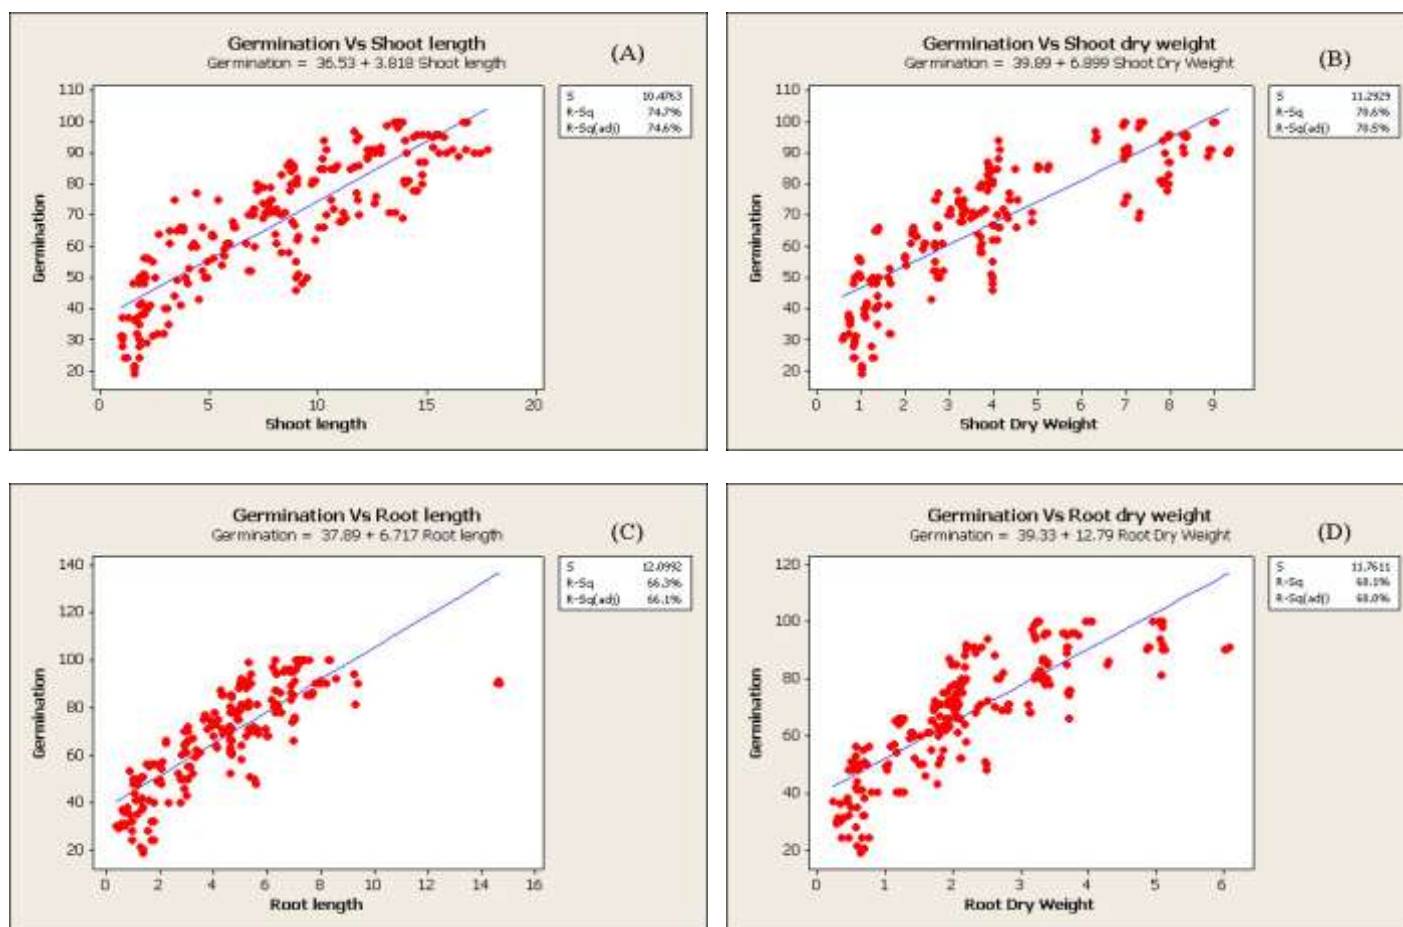 Germination Vs Shoot length
(A)
Germination = 36.53 + 3.818 Shoot length
S 10.4763
R-Sq 74.7%
R-Sq(adj) 74.6%
110
100
90
80
70
60
50
40
30
20
Germination
0 5 10 15 20
Shoot length
Germination Vs Shoot dry weight
(B)
Germination = 39.89 + 6.899 Shoot Dry Weight
S 11.2929
R-Sq 70.6%
R-Sq(adj) 70.5%
110
100
90
80
70
60
50
40
30
20
Germination
0 1 2 3 4 5 6 7 8 9
Shoot Dry Weight
Germination Vs Root length
(C)
Germination = 37.89 + 6.717 Root length
S 12.0992
R-Sq 66.3%
R-Sq(adj) 66.1%
140
120
100
80
60
40
20
Germination
0 2 4 6 8 10 12 14 16
Root length
Germination Vs Root dry weight
(D)
Germination = 39.33 + 12.79 Root Dry Weight
S 11.7611
R-Sq 68.1%
R-Sq(adj) 68.0%
120
100
80
60
40
20
Germination
0 1 2 3 4 5 6
Root Dry Weight